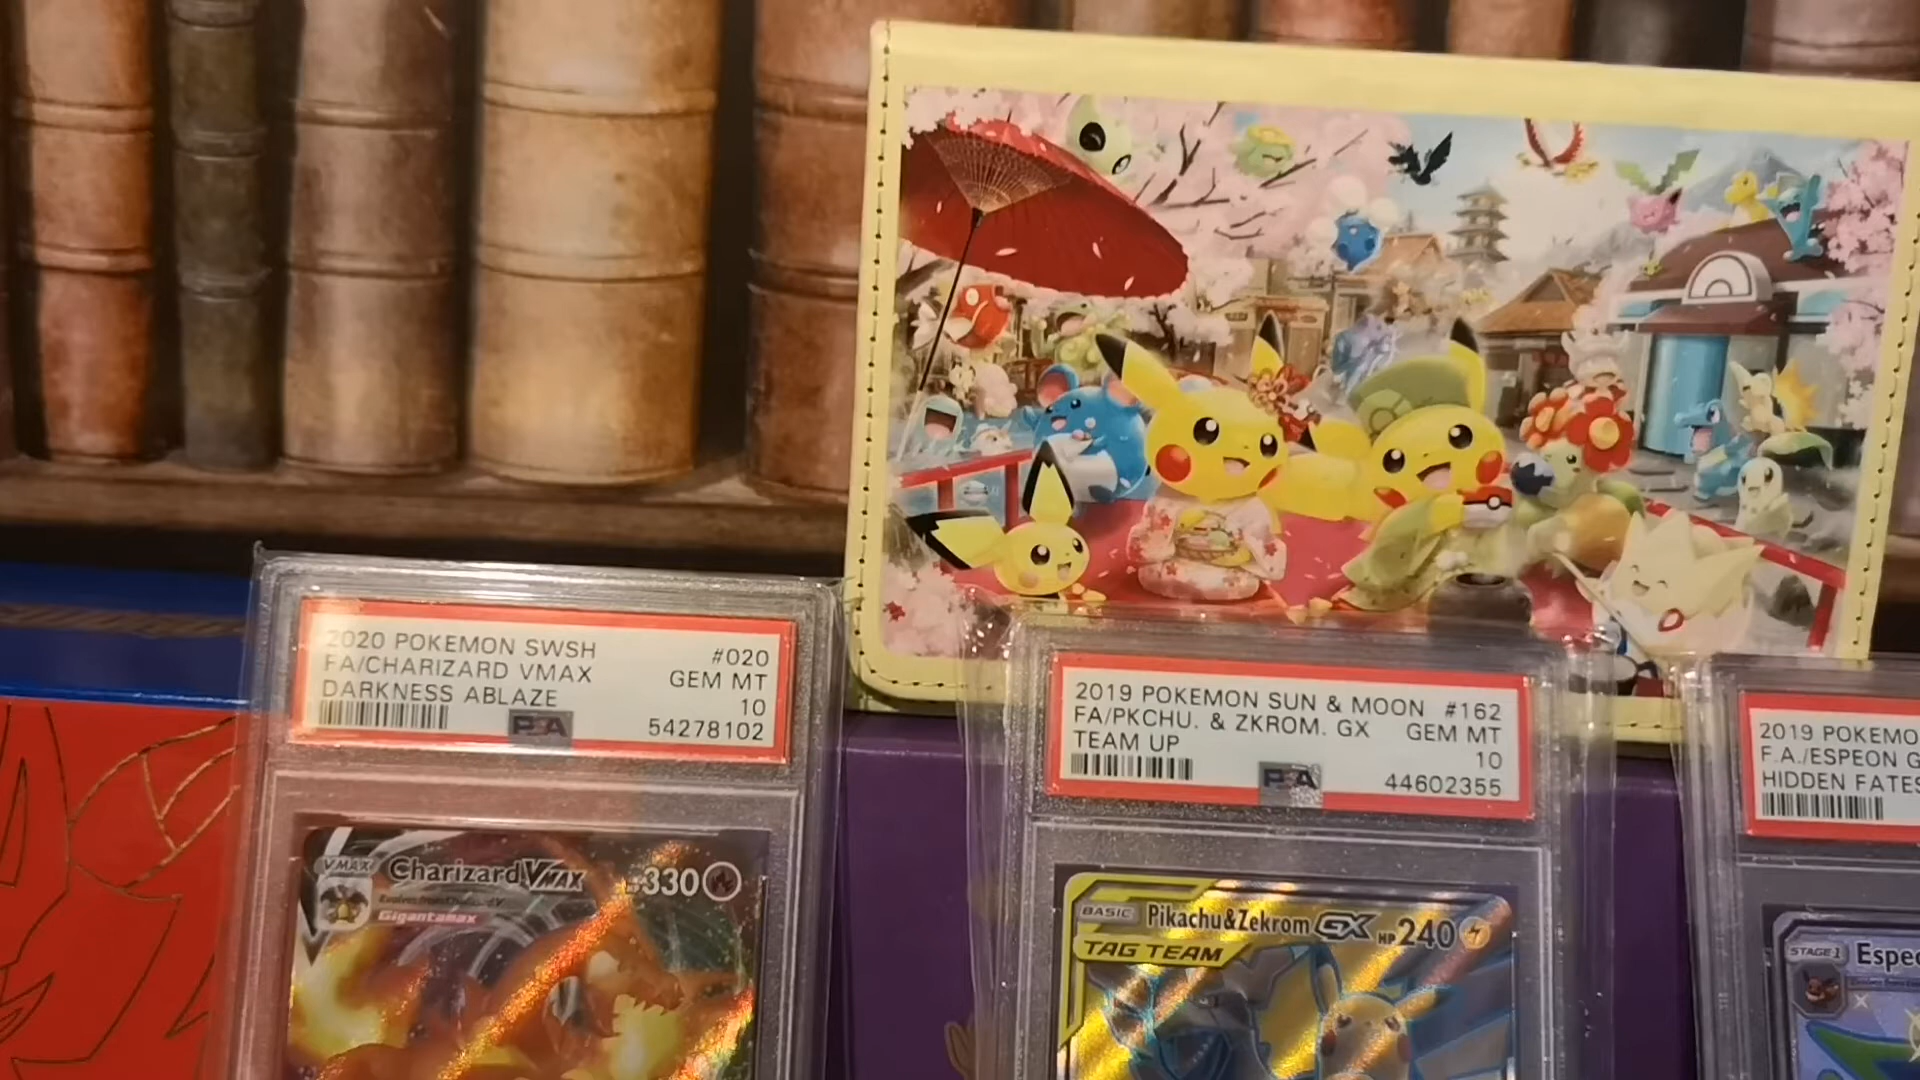 2020 POKEMON SWSH #020
FA/CHARIZARD VMAX GEM MT
DARKNESS ABLAZE 10
PSA 54278102
VMAX Charizard VMAX 330
Gigantamax
2019 POKEMON SUN & MOON #162
FA/PKCHU. & ZKROM. GX GEM MT
TEAM UP 10
PSA 44602355
BASIC Pikachu&Zekrom GX HP 240
TAG TEAM
2019 POKEMO
F.A./ESPEON G
HIDDEN FATES
STAGE 1 Espeo